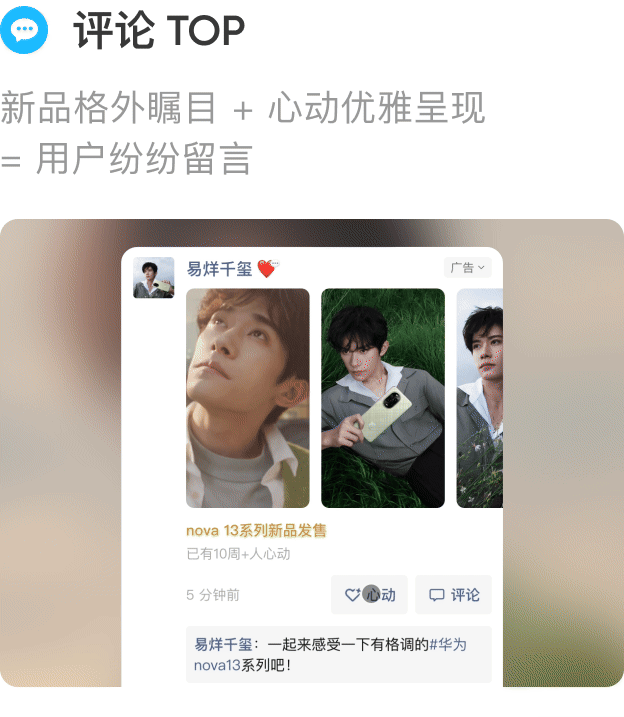 评论 TOP
新品格外瞩目 + 心动优雅呈现
= 用户纷纷留言
易烊千玺
广告
nova 13系列新品发售
已有10周+人心动
5 分钟前
心动
评论
易烊千玺：一起来感受一下有格调的#华为
nova13系列吧！